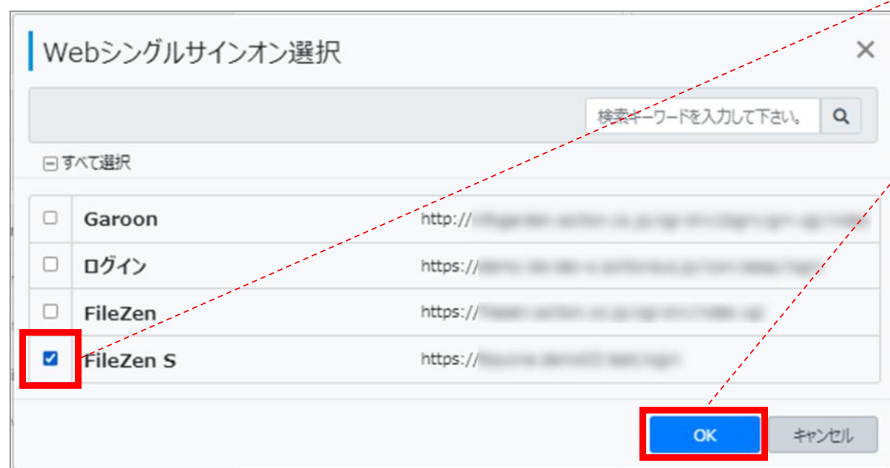 Webシングルサインオン選択
検索キーワードを入力して下さい。
すべて選択
Garoon http://
ログイン https://
FileZen https://
FileZen S https://
OK キャンセル